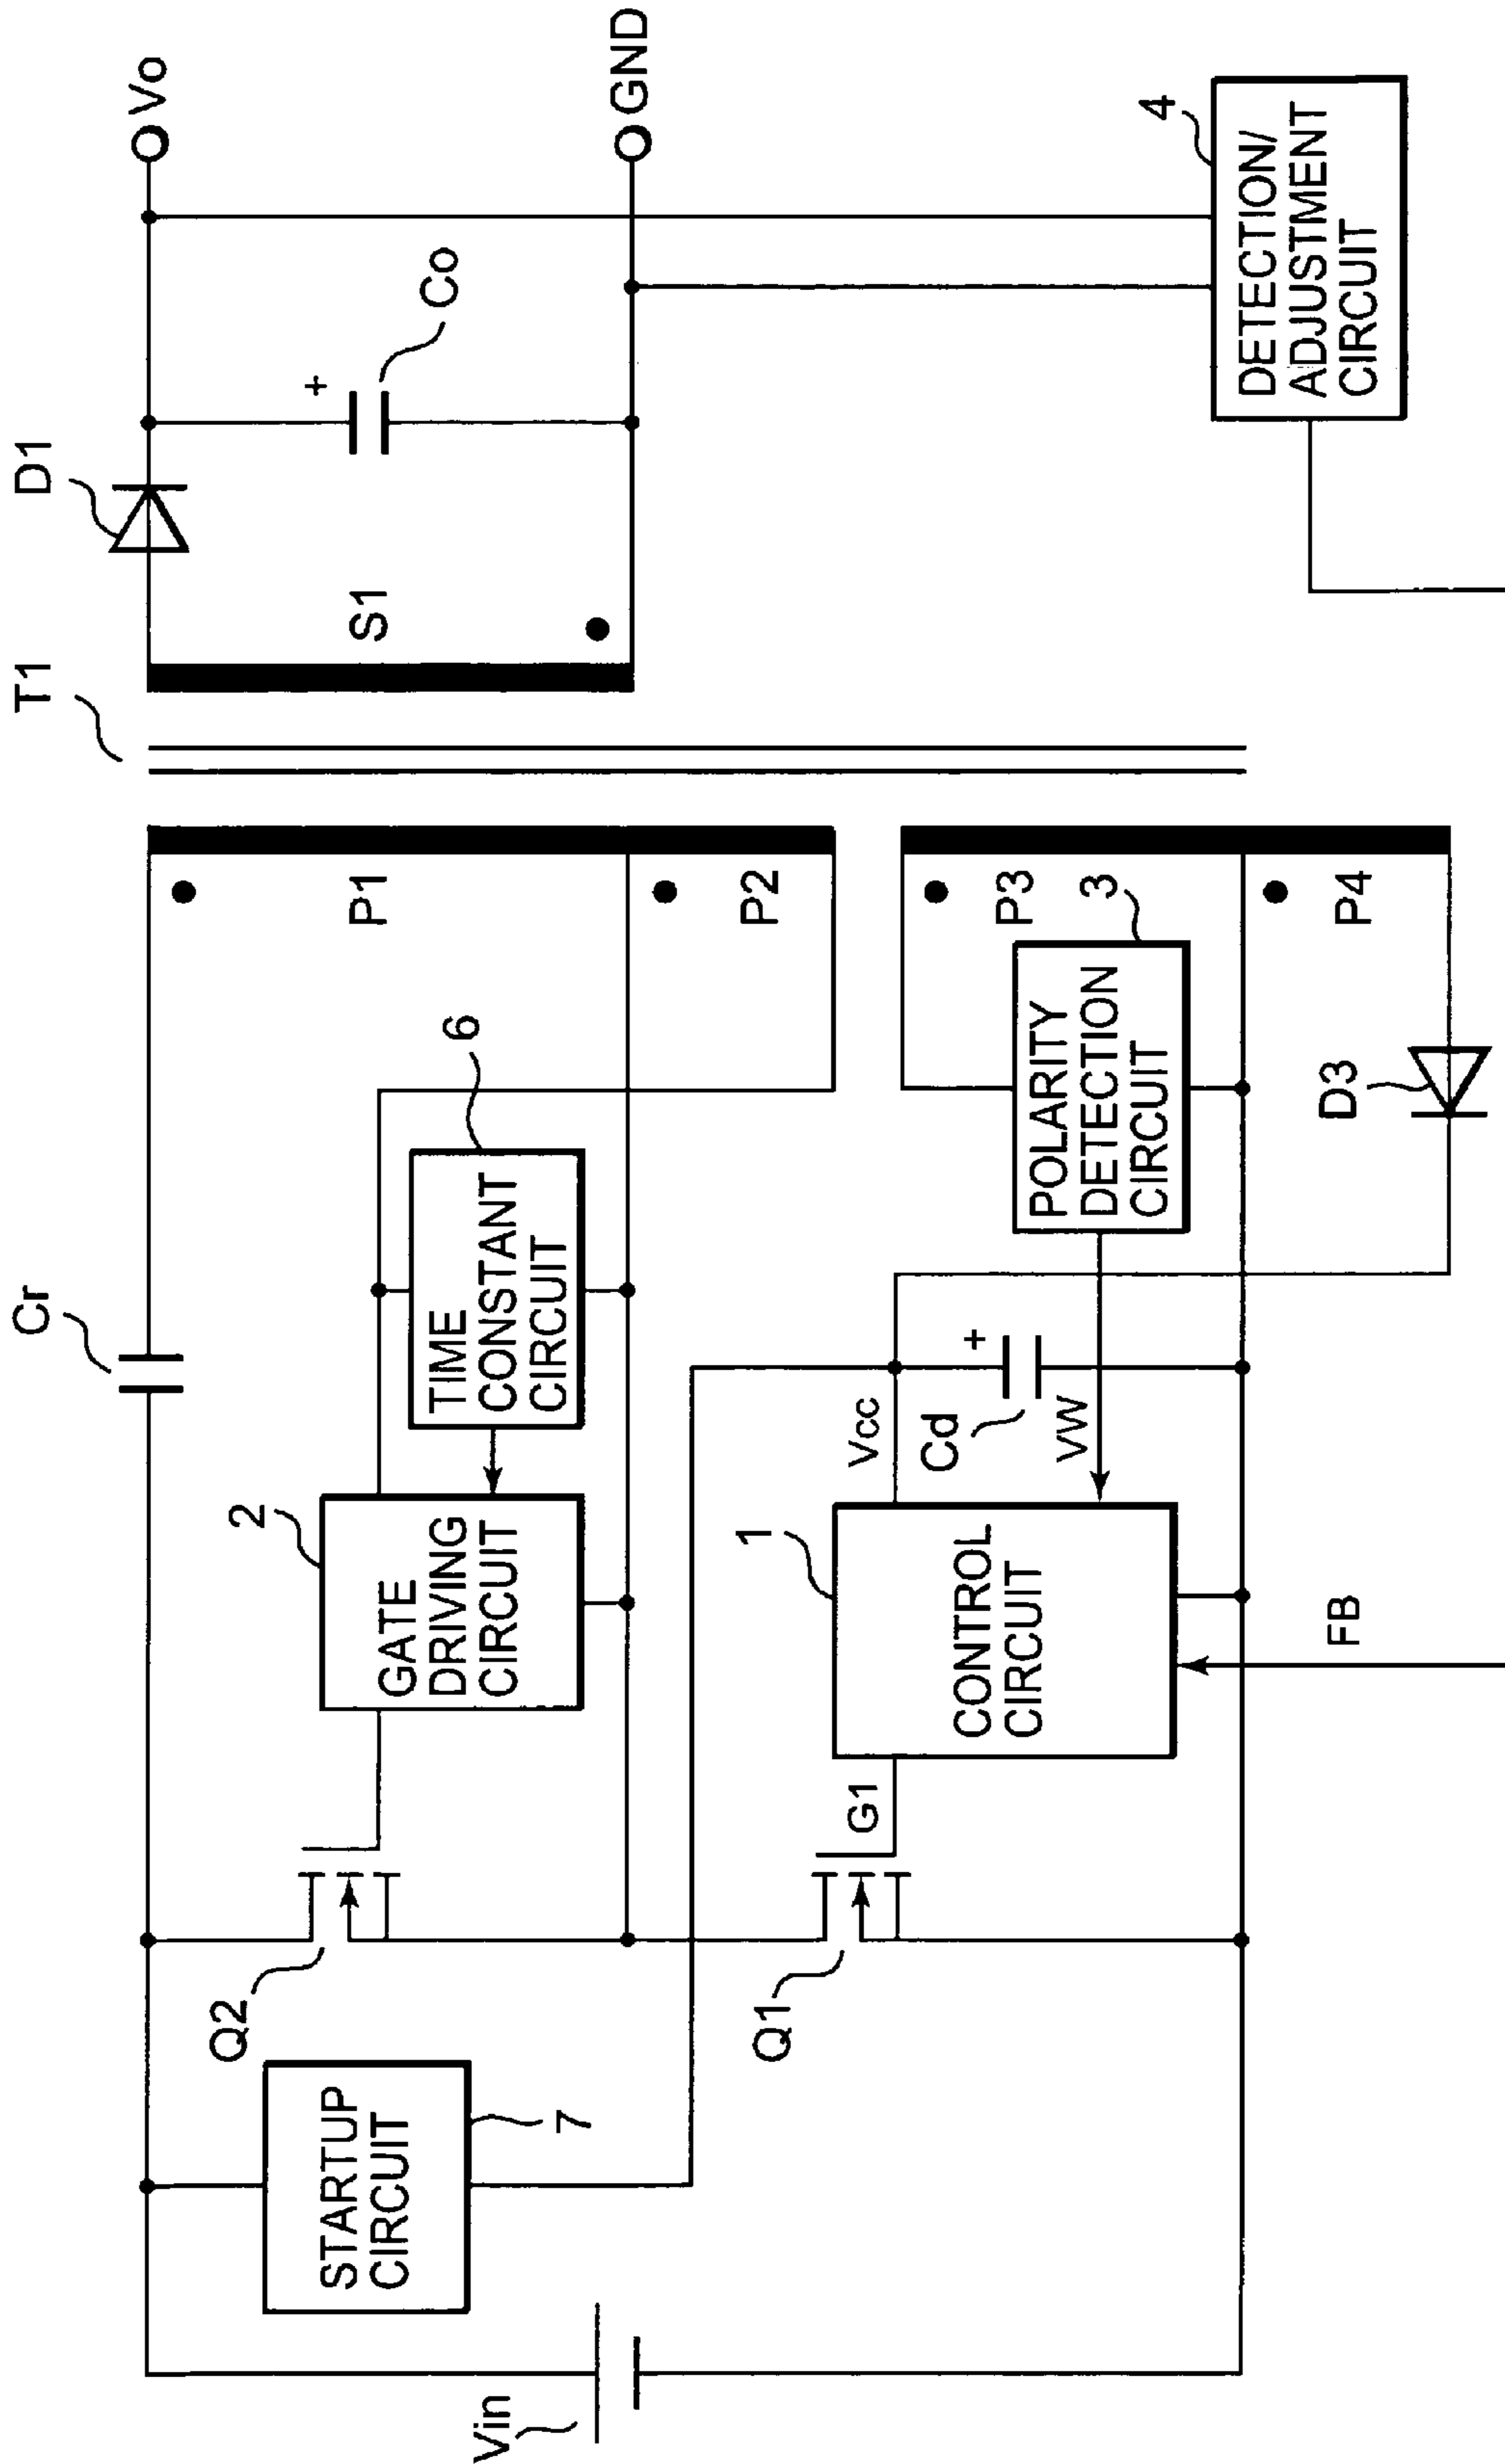 Cr
T1
D1
Vo
Co
S1
GND
P1
P2
Q2
2
GATE
DRIVING
CIRCUIT
6
TIME
CONSTANT
CIRCUIT
STARTUP
CIRCUIT
7
Vin
Q1
G1
1
CONTROL
CIRCUIT
Vcc
+
Cd
VW
POLARITY
DETECTION
CIRCUIT
3
P3
P4
D3
FB
+
4
DETECTION/
ADJUSTMENT
CIRCUIT